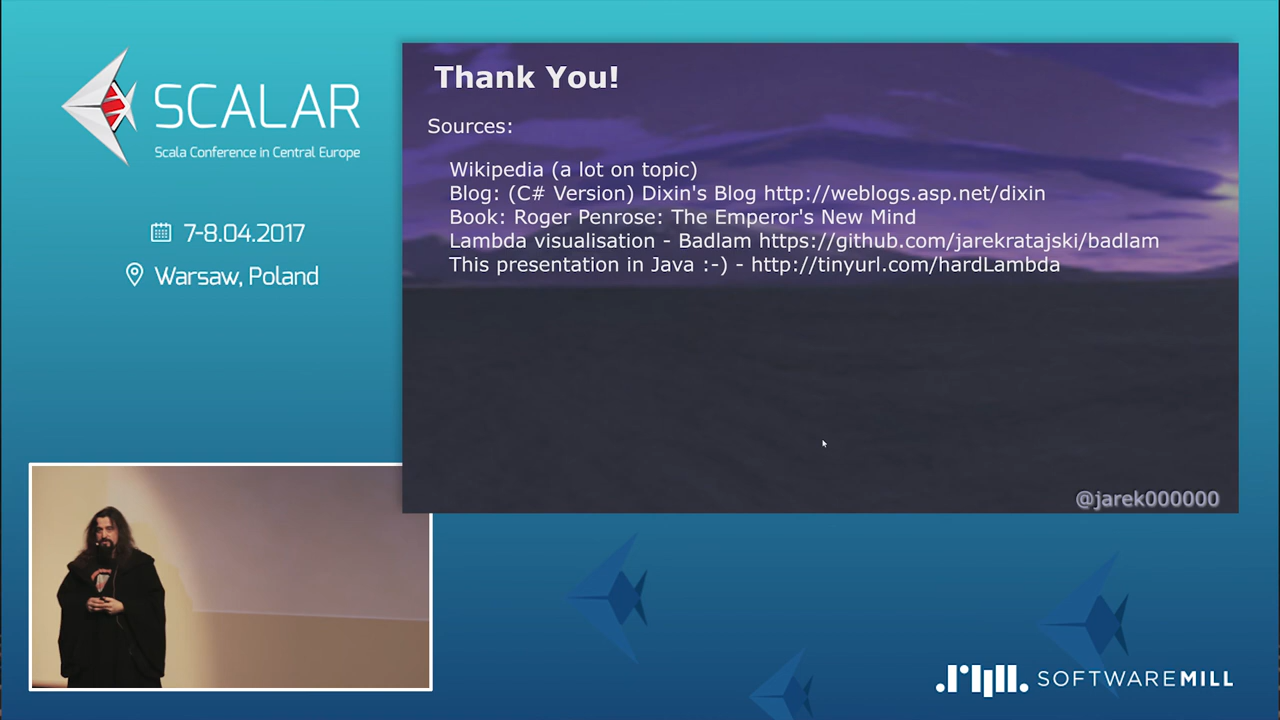 SCALAR
Scala Conference in Central Europe
7-8.04.2017
Warsaw, Poland
Thank You!
Sources:
Wikipedia (a lot on topic)
Blog: (C# Version) Dixin's Blog http://weblogs.asp.net/dixin
Book: Roger Penrose: The Emperor's New Mind
Lambda visualisation - Badlam https://github.com/jarekratajski/badlam
This presentation in Java :-) - http://tinyurl.com/hardLambda
@jarek000000
SOFTWAREMILL